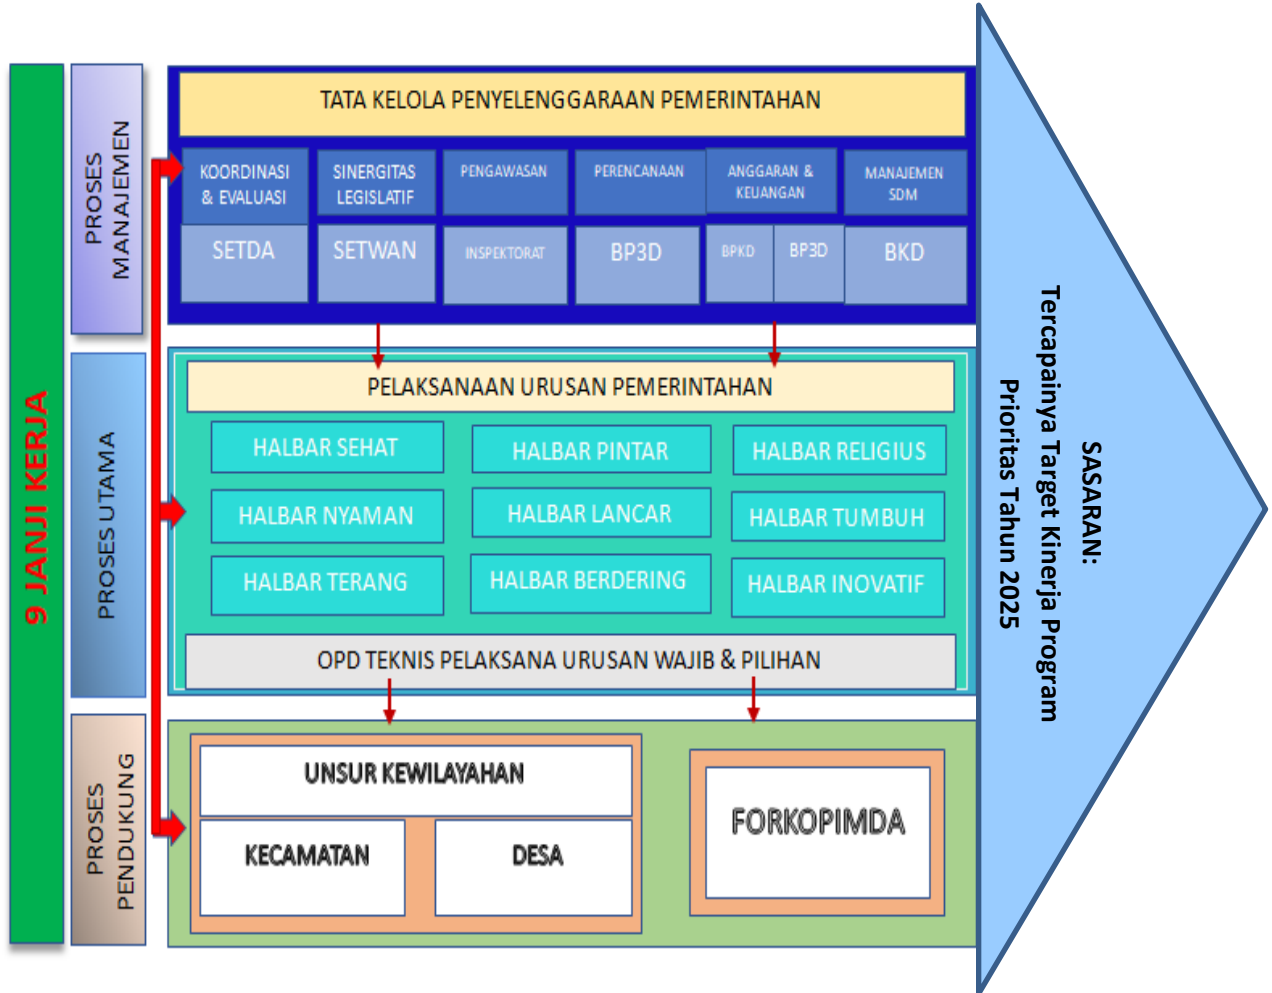 9 JANJI KERJA
PROSES
MANAJEMEN
TATA KELOLA PENYELENGGARAAN PEMERINTAHAN
KOORDINASI
& EVALUASI
SINERGITAS
LEGISLATIF
PENGAWASAN
PERENCANAAN
ANGGARAN &
KEUANGAN
MANAJEMEN
SDM
SETDA
SETWAN
INSPEKTORAT
BP3D
BPKD
BP3D
BKD
PROSES UTAMA
PELAKSANAAN URUSAN PEMERINTAHAN
HALBAR SEHAT
HALBAR PINTAR
HALBAR RELIGIUS
HALBAR NYAMAN
HALBAR LANCAR
HALBAR TUMBUH
HALBAR TERANG
HALBAR BERDERING
HALBAR INOVATIF
OPD TEKNIS PELAKSANA URUSAN WAJIB & PILIHAN
PROSES
PENDUKUNG
UNSUR KEWILAYAHAN
KECAMATAN
DESA
FORKOPIMDA
SASARAN:
Tercapainya Target Kinerja Program
Prioritas Tahun 2025